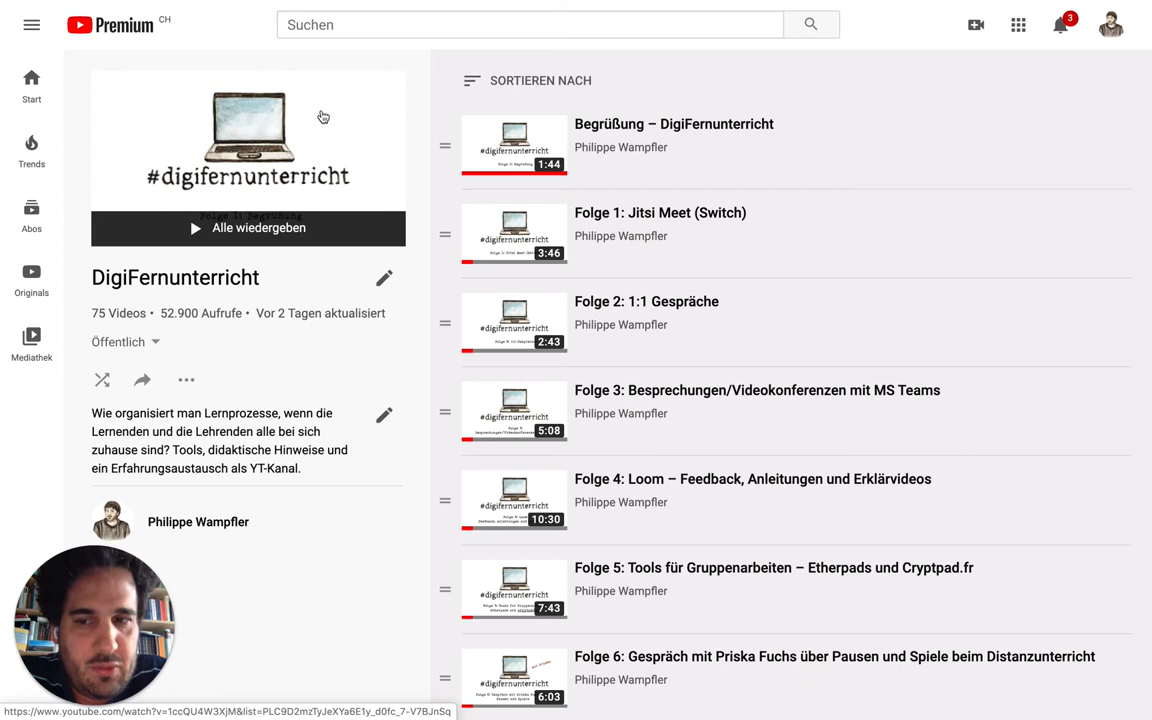 Premium CH
Suchen
3
Start
Trends
Abos
Originals
Mediathek
#digifernunterricht
Folge 1: Begrüßung
Alle wiedergeben
DigiFernunterricht
75 Videos • 52.900 Aufrufe • Vor 2 Tagen aktualisiert
Öffentlich
Wie organisiert man Lernprozesse, wenn die
Lernenden und die Lehrenden alle bei sich
zuhause sind? Tools, didaktische Hinweise und
ein Erfahrungsaustausch als YT-Kanal.
Philippe Wampfler
https://www.youtube.com/watch?v=1ccQU4W3XjM&list=PLC9D2mzTyJeXYa6E1y_d0fc_7-V7BJnSq
SORTIEREN NACH
#digifernunterricht
1:44
Begrüßung – DigiFernunterricht
Philippe Wampfler
#digifernunterricht
3:46
Folge 1: Jitsi Meet (Switch)
Philippe Wampfler
#digifernunterricht
2:43
Folge 2: 1:1 Gespräche
Philippe Wampfler
#digifernunterricht
5:08
Folge 3: Besprechungen/Videokonferenzen mit MS Teams
Philippe Wampfler
#digifernunterricht
10:30
Folge 4: Loom – Feedback, Anleitungen und Erklärvideos
Philippe Wampfler
#digifernunterricht
7:43
Folge 5: Tools für Gruppenarbeiten – Etherpads und Cryptpad.fr
Philippe Wampfler
#digifernunterricht
6:03
Folge 6: Gespräch mit Priska Fuchs über Pausen und Spiele beim Distanzunterricht
Philippe Wampfler